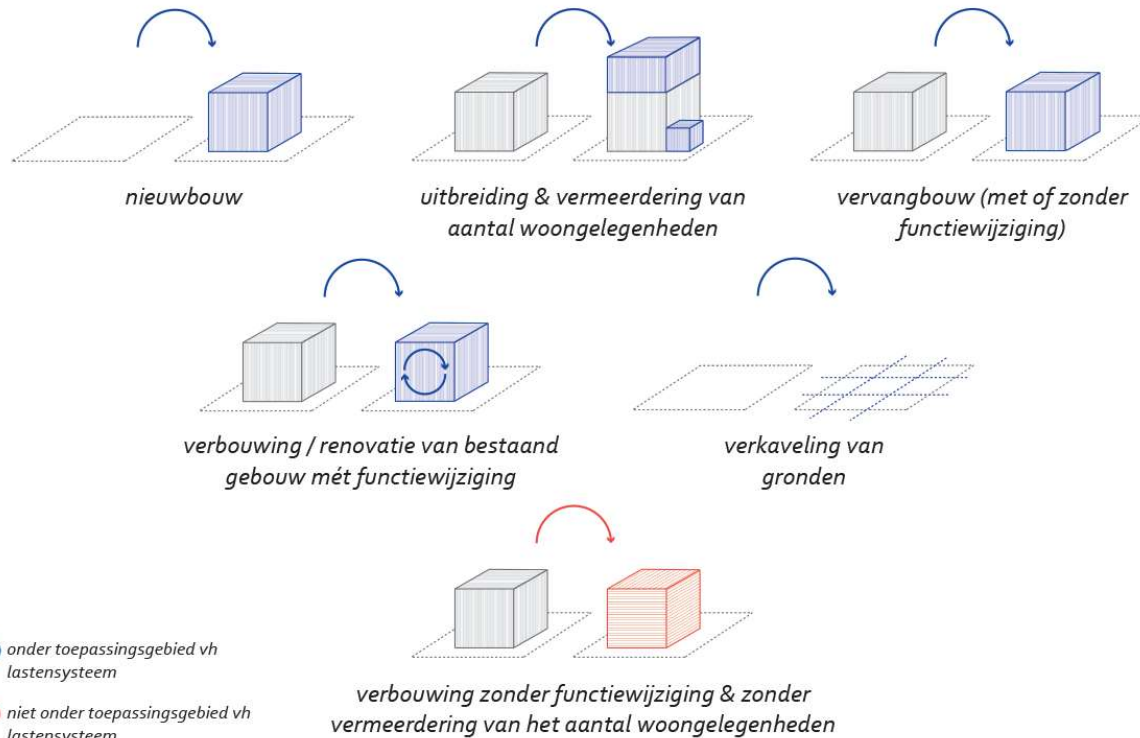 nieuwbouw
uitbreiding & vermeerdering van
aantal woongelegenheden
vervangbouw (met of zonder
functiewijziging)
verbouwing / renovatie van bestaand
gebouw mét functiewijziging
verkaveling van
gronden
verbouwing zonder functiewijziging & zonder
vermeerdering van het aantal woongelegenheden
onder toepassingsgebied vh
lastensysteem
niet onder toepassingsgebied vh
lastensysteem